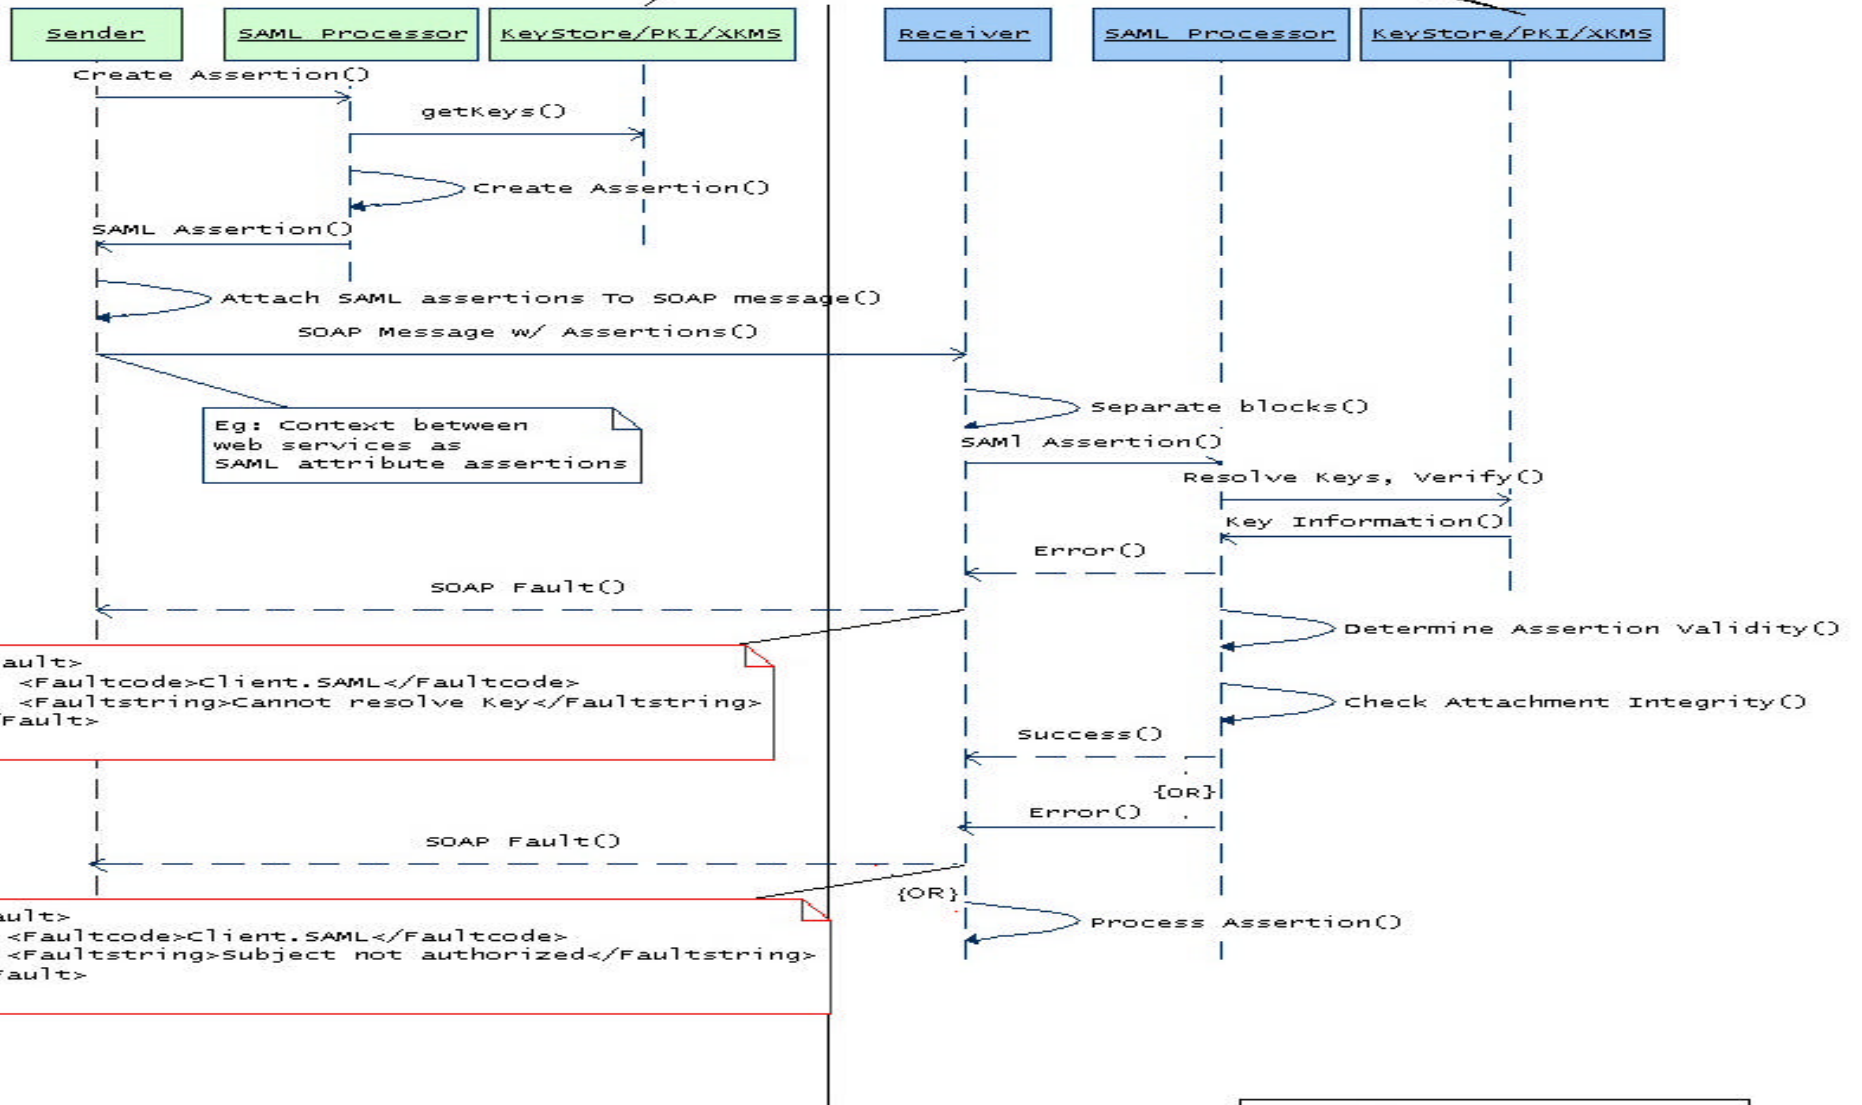 Sender
SAML Processor
KeyStore/PKI/XKMS
Receiver
SAML Processor
KeyStore/PKI/XKMS
Create Assertion()
getKeys()
Create Assertion()
SAML Assertion()
Attach SAML assertions To SOAP message()
SOAP Message w/ Assertions()
Eg: Context between
web services as
SAML attribute assertions
Separate blocks()
SAMl Assertion()
Resolve Keys, Verify()
Key Information()
Error()
SOAP Fault()
Determine Assertion Validity()
ault>
<Faultcode>Client.SAML</Faultcode>
<Faultstring>Cannot resolve Key</Faultstring>
Fault>
Check Attachment Integrity()
Success()
{OR}
Error()
SOAP Fault()
{OR}
Process Assertion()
ault>
<Faultcode>Client.SAML</Faultcode>
<Faultstring>Subject not authorized</Faultstring>
ault>